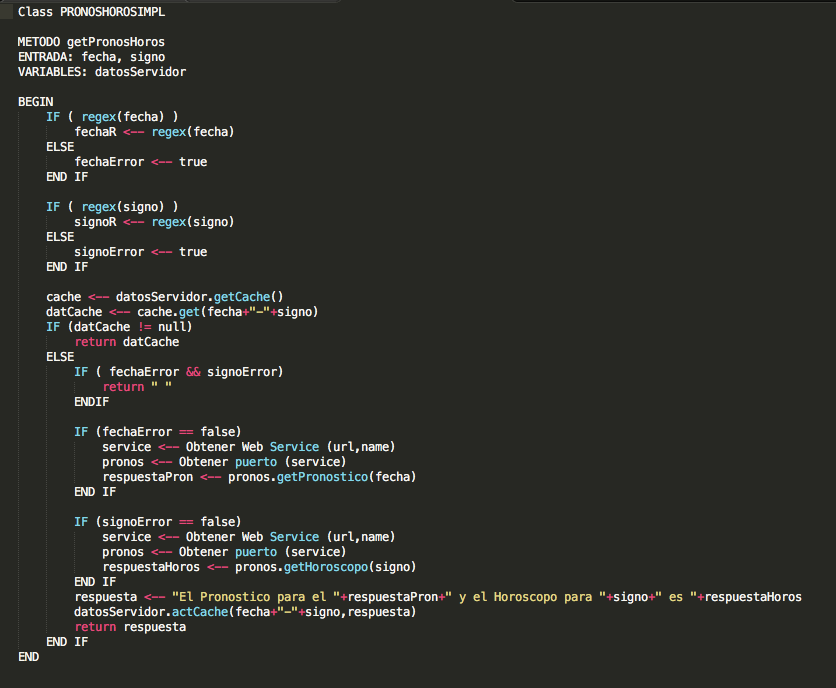 Class PRONOSHOROSIMPL
METODO getPronosHoros
ENTRADA: fecha, signo
VARIABLES: datosServidor
BEGIN
IF ( regex(fecha) )
fechaR <-- regex(fecha)
ELSE
fechaError <-- true
END IF
IF ( regex(signo) )
signoR <-- regex(signo)
ELSE
signoError <-- true
END IF
cache <-- datosServidor.getCache()
datCache <-- cache.get(fecha+"-"+signo)
IF (datCache != null)
return datCache
ELSE
IF ( fechaError && signoError)
return " "
ENDIF
IF (fechaError == false)
service <-- Obtener Web Service (url,name)
pronos <-- Obtener puerto (service)
respuestaPron <-- pronos.getPronostico(fecha)
END IF
IF (signoError == false)
service <-- Obtener Web Service (url,name)
pronos <-- Obtener puerto (service)
respuestaHoros <-- pronos.getHoroscopo(signo)
END IF
respuesta <-- "El Pronostico para el "+respuestaPron+" y el Horoscopo para "+signo+" es "+respuestaHoros
datosServidor.actCache(fecha+"-"+signo,respuesta)
return respuesta
END IF
END